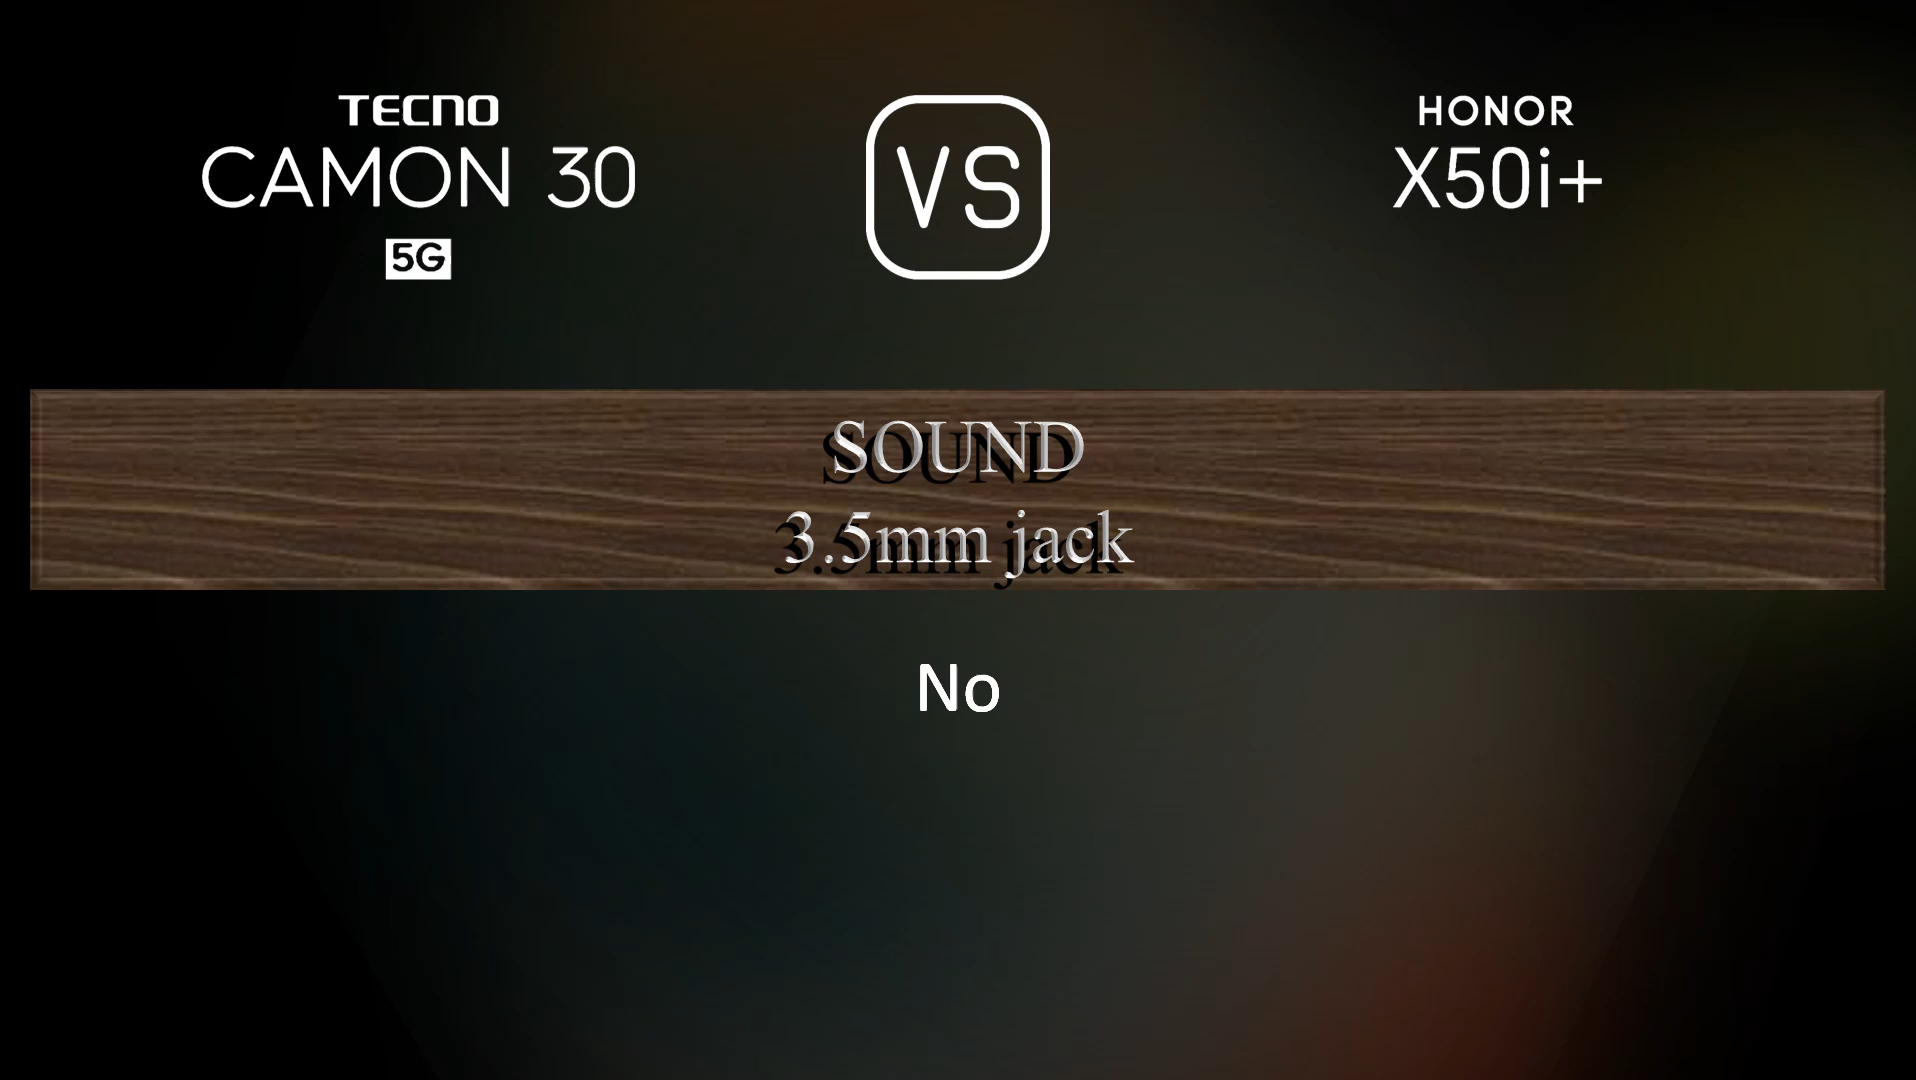 TECNO
CAMON 30
5G
VS
HONOR
X50i+
SOUND
3.5mm jack
No